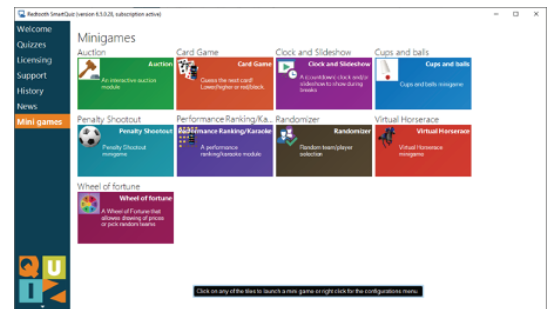 Redtooth SmartQuiz (version 6.5.0.20, subscription active)
Welcome
Quizzes
Licensing
Support
History
News
Mini games
Minigames
Auction
Auction
An interactive auction
module
Card Game
Card Game
Guess the next card!
Lower/higher or red/black.
Clock and Slideshow
Clock and Slideshow
A (countdown) clock and/or
slideshow to show during
breaks
Cups and balls
Cups and balls
Cups and balls minigame
Penalty Shootout
Penalty Shootout
Penalty Shootout
minigame
Performance Ranking/Ka...
Performance Ranking/Karaoke
A performance
ranking/karaoke module
Randomizer
Randomizer
Random team/player
selection
Virtual Horserace
Virtual Horserace
Virtual Horserace
minigame
Wheel of fortune
Wheel of fortune
A Wheel of Fortune that
allowes drawing of prices
or pick random teams
QUIZ
Click on any of the tiles to launch a mini game or right click for the configurations menu